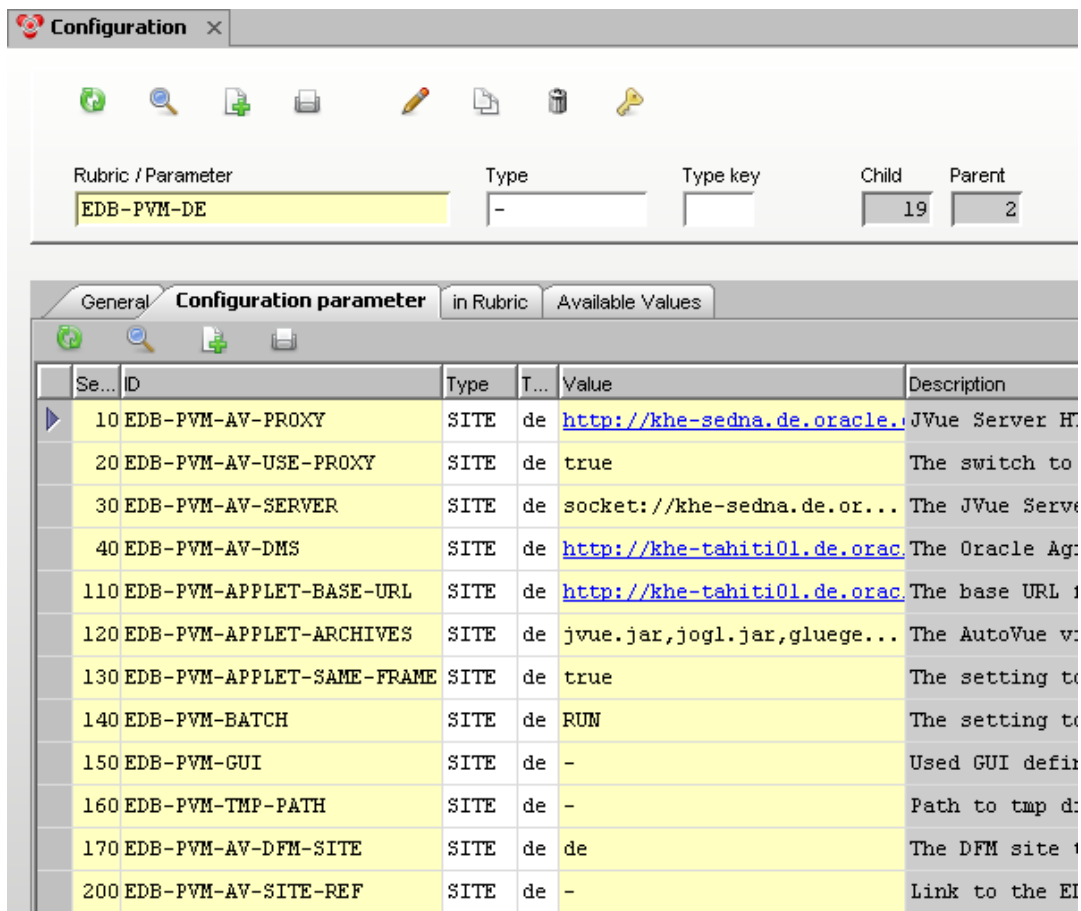 Configuration ×
Rubric / Parameter Type Type key Child Parent
EDB-PVM-DE - 19 2
General Configuration parameter in Rubric Available Values
Se... ID Type T... Value Description
10 EDB-PVM-AV-PROXY SITE de http://khe-sedna.de.oracle. JVue Server
20 EDB-PVM-AV-USE-PROXY SITE de true The switch to
30 EDB-PVM-AV-SERVER SITE de socket://khe-sedna.de.or... The JVue Serve
40 EDB-PVM-AV-DMS SITE de http://khe-tahiti01.de.orac. The Oracle Agi
110 EDB-PVM-APPLET-BASE-URL SITE de http://khe-tahiti01.de.orac. The base URL f
120 EDB-PVM-APPLET-ARCHIVES SITE de jvue.jar,jogl.jar,gluege... The AutoVue vi
130 EDB-PVM-APPLET-SAME-FRAME SITE de true The setting to
140 EDB-PVM-BATCH SITE de RUN The setting to
150 EDB-PVM-GUI SITE de - Used GUI defin
160 EDB-PVM-TMP-PATH SITE de - Path to tmp di
170 EDB-PVM-AV-DFM-SITE SITE de de The DFM site t
200 EDB-PVM-AV-SITE-REF SITE de - Link to the